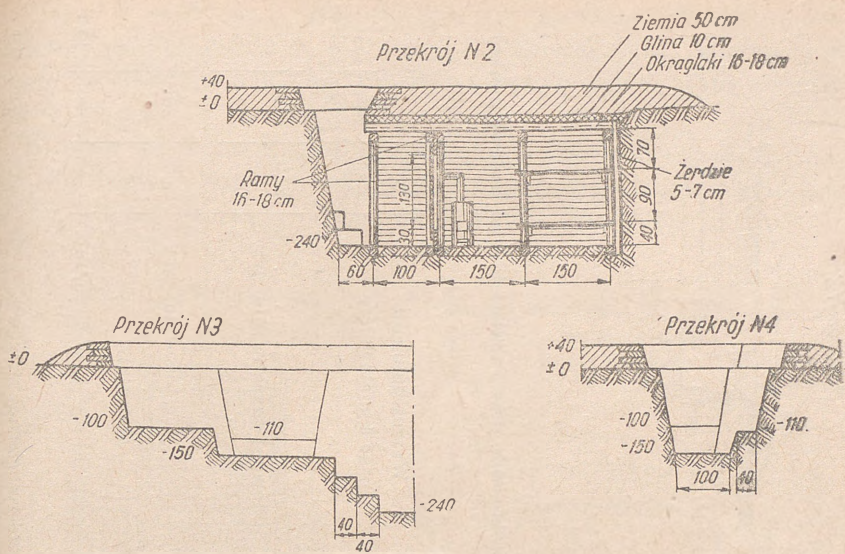 Przekrój N2
Ziemia 50 cm
Glina 10 cm
Okrąglaki 16-18 cm
+40
±0
Ramy
16-18 cm
130
30
70
90
40
Żerdzie
5-7 cm
-240
60
100
150
150
Przekrój N3
±0
-100
-110
-150
-240
40
40
Przekrój N4
+40
±0
-100
-110.
-150
100
40